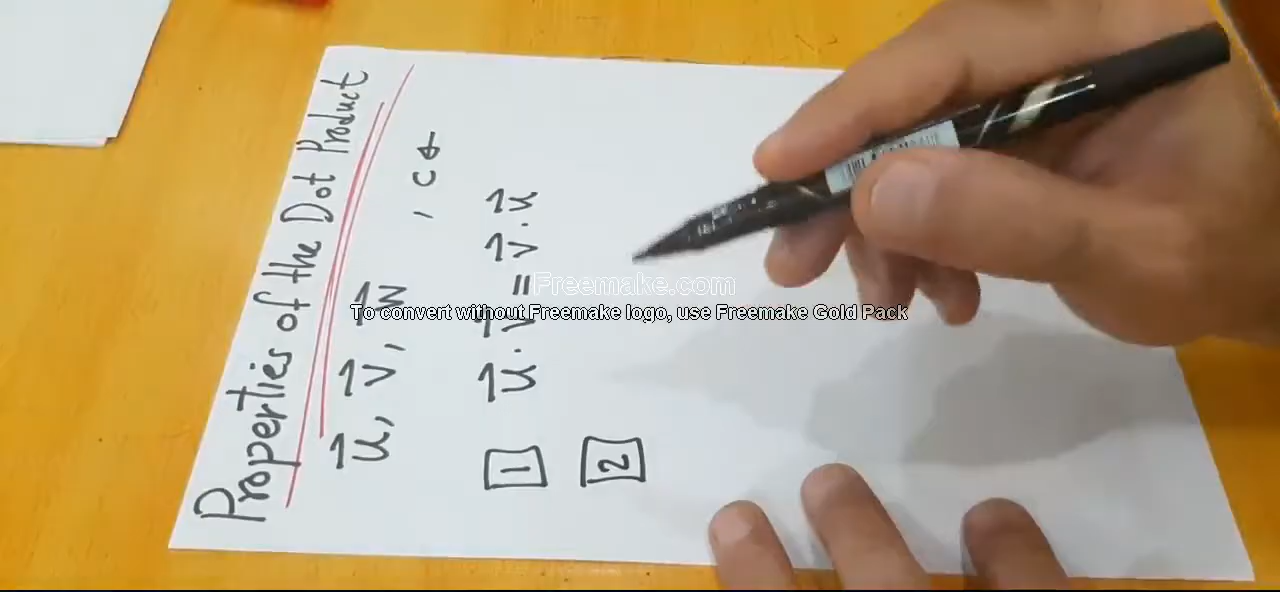 Properties of the Dot Product
u⃗, v⃗, w⃗ , c ←
1 u⃗ · v⃗ = v⃗ · u⃗
2
Freemake.com
To convert without Freemake logo, use Freemake Gold Pack